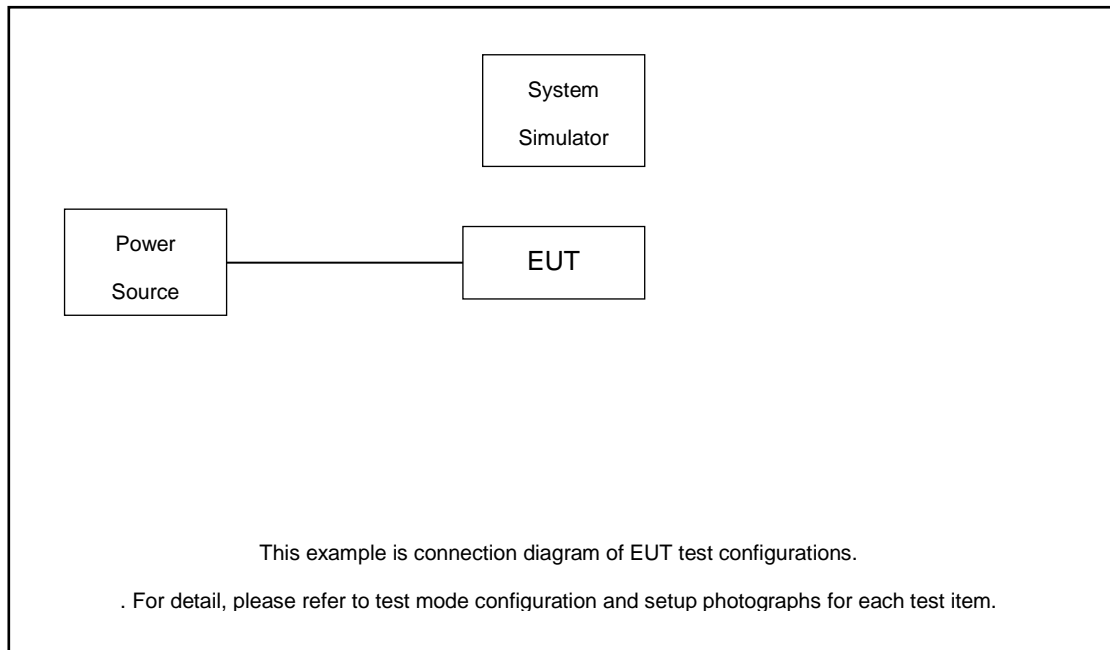 System
Simulator
Power
Source
EUT
This example is connection diagram of EUT test configurations.
. For detail, please refer to test mode configuration and setup photographs for each test item.